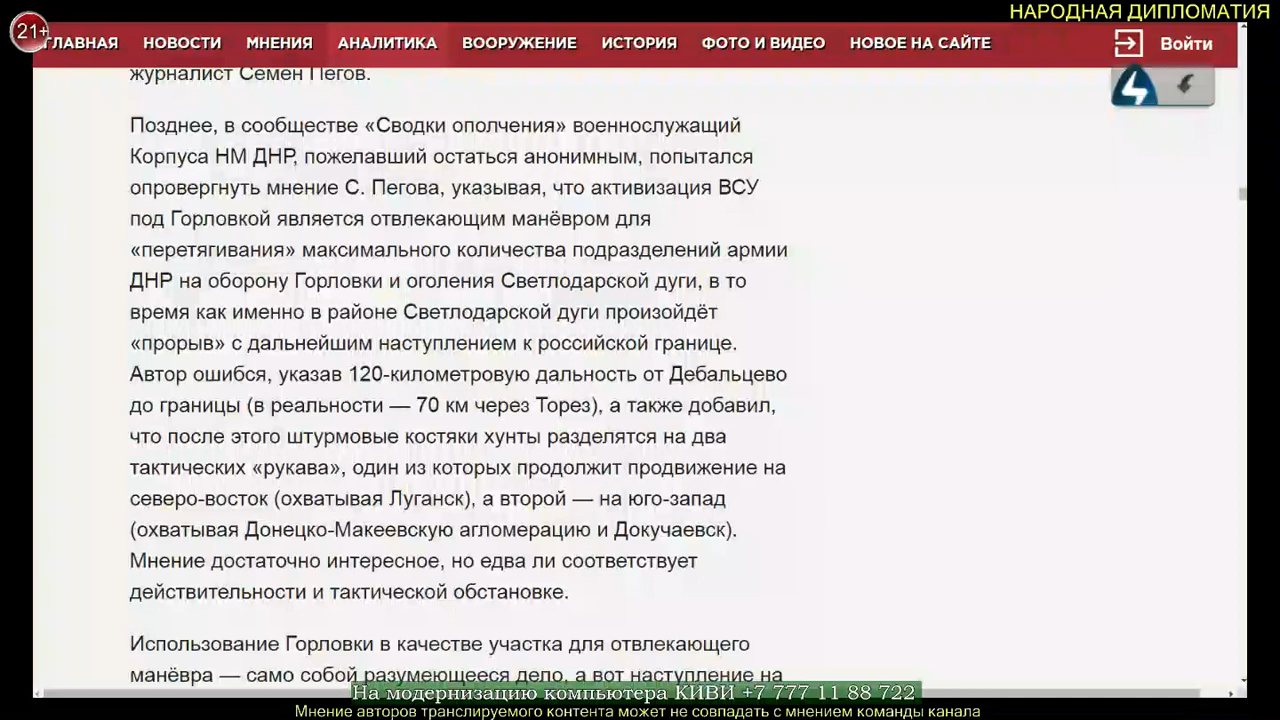 НАРОДНАЯ ДИПЛОМАТИЯ
21+
ГЛАВНАЯ НОВОСТИ МНЕНИЯ АНАЛИТИКА ВООРУЖЕНИЕ ИСТОРИЯ ФОТО И ВИДЕО НОВОЕ НА САЙТЕ Войти
журналист Семен Пегов.
Позднее, в сообществе «Сводки ополчения» военнослужащий
Корпуса НМ ДНР, пожелавший остаться анонимным, попытался
опровергнуть мнение С. Пегова, указывая, что активизация ВСУ
под Горловкой является отвлекающим манёвром для
«перетягивания» максимального количества подразделений армии
ДНР на оборону Горловки и оголения Светлодарской дуги, в то
время как именно в районе Светлодарской дуги произойдёт
«прорыв» с дальнейшим наступлением к российской границе.
Автор ошибся, указав 120-километровую дальность от Дебальцево
до границы (в реальности — 70 км через Торез), а также добавил,
что после этого штурмовые костяки хунты разделятся на два
тактических «рукава», один из которых продолжит продвижение на
северо-восток (охватывая Луганск), а второй — на юго-запад
(охватывая Донецко-Макеевскую агломерацию и Докучаевск).
Мнение достаточно интересное, но едва ли соответствует
действительности и тактической обстановке.
Использование Горловки в качестве участка для отвлекающего
манёвра — само собой разумеющееся дело, а вот наступление на
На модернизацию компьютера КИВИ +7 777 11 88 722
Мнение авторов транслируемого контента может не совпадать с мнением команды канала